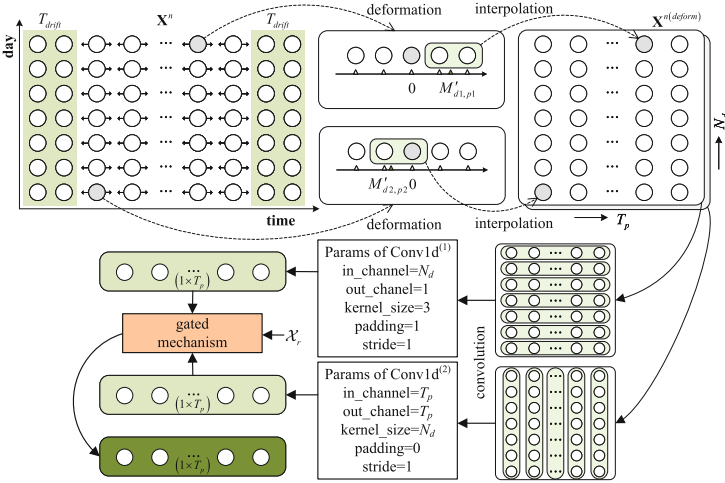 deformation
interpolation
T_drift
X^n
T_drift
X^n(deform)
day
...
...
...
...
...
...
...
0
M'_d1,p1
M'_d2,p2 0
...
...
...
...
...
...
...
N_d
time
deformation
interpolation
T_p
Params of Conv1d^(1)
in_channel=N_d
out_chanel=1
kernel_size=3
padding=1
stride=1
...
(1×T_p)
gated
mechanism
X_r
convolution
...
...
...
...
...
...
...
Params of Conv1d^(2)
in_channel=T_p
out_chanel=T_p
kernel_size=N_d
padding=0
stride=1
...
(1×T_p)
...
...
...
...
...
...
...
...
(1×T_p)